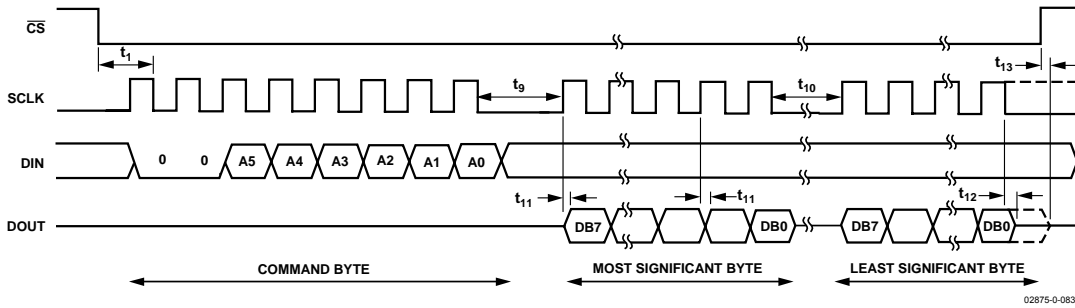 CS
t1
t13
SCLK
t9
t10
DIN
0 0 A5 A4 A3 A2 A1 A0
t11
t11
t12
DOUT
DB7 DB0 DB7 DB0
COMMAND BYTE MOST SIGNIFICANT BYTE LEAST SIGNIFICANT BYTE
02875-0-083